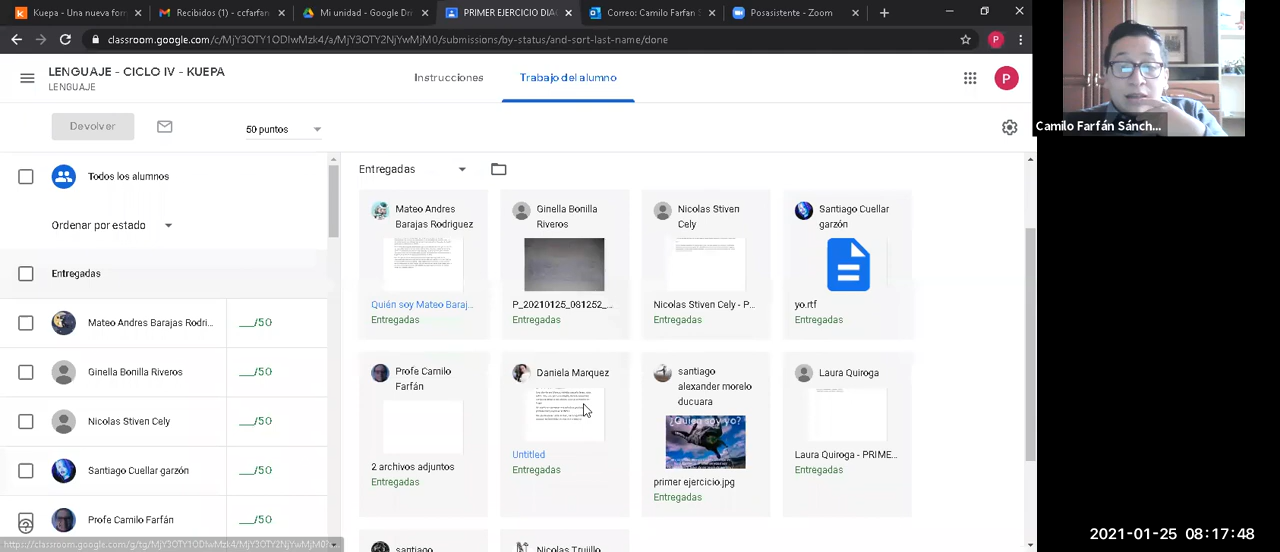 Kuepa - Una nueva for
Recibidos (1) - ccfarfan
Mi unidad - Google Dri
PRIMER EJERCICIO DIA
Correo: Camilo Farfan S
Posasistente - Zoom
classroom.google.com/c/MjY3OTY1ODIwMzk4/a/MjY3OTY2NjYwMjM0/submissions/by-status/and-sort-last-name/done
P
LENGUAJE - CICLO IV - KUEPA
LENGUAJE
Instrucciones
Trabajo del alumno
P
Camilo Farfán Sánch...
Devolver
50 puntos
Todos los alumnos
Ordenar por estado
Entregadas
Mateo Andres Barajas Rodri...
__/50
Ginella Bonilla Riveros
__/50
Nicolas Stiven Cely
__/50
Santiago Cuellar garzón
__/50
Profe Camilo Farfán
__/50
Entregadas
Mateo Andres
Barajas Rodriguez
Quién soy Mateo Baraj...
Entregadas
Ginella Bonilla
Riveros
P_20210125_081252_...
Entregadas
Nicolas Stiven
Cely
Nicolas Stiven Cely - P...
Entregadas
Santiago Cuellar
garzón
yo.rtf
Entregadas
Profe Camilo
Farfán
2 archivos adjuntos
Entregadas
Daniela Marquez
Untitled
Entregadas
santiago
alexander morelo
ducuara
¿Quien soy yo?
primer ejercicio.jpg
Entregadas
Laura Quiroga
Laura Quiroga - PRIME...
Entregadas
santiago
Nicolas Trujillo
2021-01-25 08:17:48